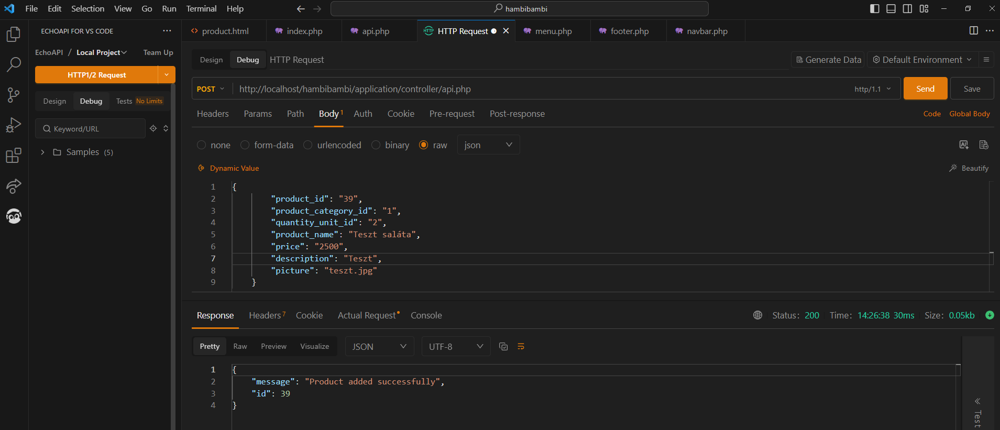 File Edit Selection View Go Run Terminal Help
hambibambi
ECHOAPI FOR VS CODE
product.html index.php api.php HTTP HTTP Request menu.php footer.php navbar.php
EchoAPI / Local Project Team Up
HTTP1/2 Request
Design Debug Tests No Limits
Keyword/URL
Samples (5)
Design Debug HTTP Request Generate Data Default Environment
POST http://localhost/hambibambi/application/controller/api.php http/1.1 Send Save
Headers Params Path Body 1 Auth Cookie Pre-request Post-response Code Global Body
none form-data urlencoded binary raw json AI
Dynamic Value Beautify
1 {
2 "product_id": "39",
3 "product_category_id": "1",
4 "quantity_unit_id": "2",
5 "product_name": "Teszt saláta",
6 "price": "2500",
7 "description": "Teszt",
8 "picture": "teszt.jpg"
9 }
Response Headers 7 Cookie Actual Request Console Status: 200 Time: 14:26:38 30ms Size: 0.05kb
Pretty Raw Preview Visualize JSON UTF-8
1 {
2 "message": "Product added successfully",
3 "id": 39
4 }
Test